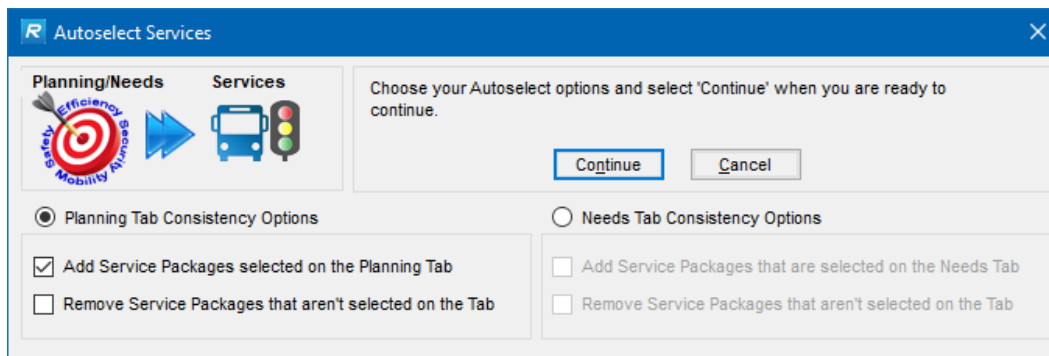 R Autoselect Services
Planning/Needs
Services
Efficiency
Security
Mobility
Safety
Choose your Autoselect options and select 'Continue' when you are ready to
continue.
Continue
Cancel
Planning Tab Consistency Options
Needs Tab Consistency Options
Add Service Packages selected on the Planning Tab
Add Service Packages that are selected on the Needs Tab
Remove Service Packages that aren't selected on the Tab
Remove Service Packages that aren't selected on the Tab